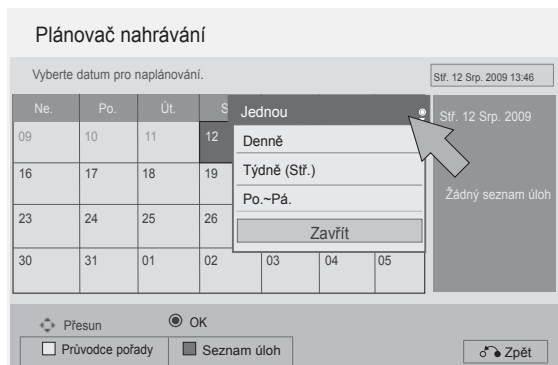 Plánovač nahrávání
Vyberte datum pro naplánování.
Stř. 12 Srp. 2009 13:46
Ne. Po. Út. S
Jednou
Denně
Týdně (Stř.)
Po.~Pá.
Zavřít
Stř. 12 Srp. 2009
Žádný seznam úloh
09 10 11 12
16 17 18 19
23 24 25 26
30 31 01 02 03 04 05
Přesun OK
Průvodce pořady Seznam úloh Zpět